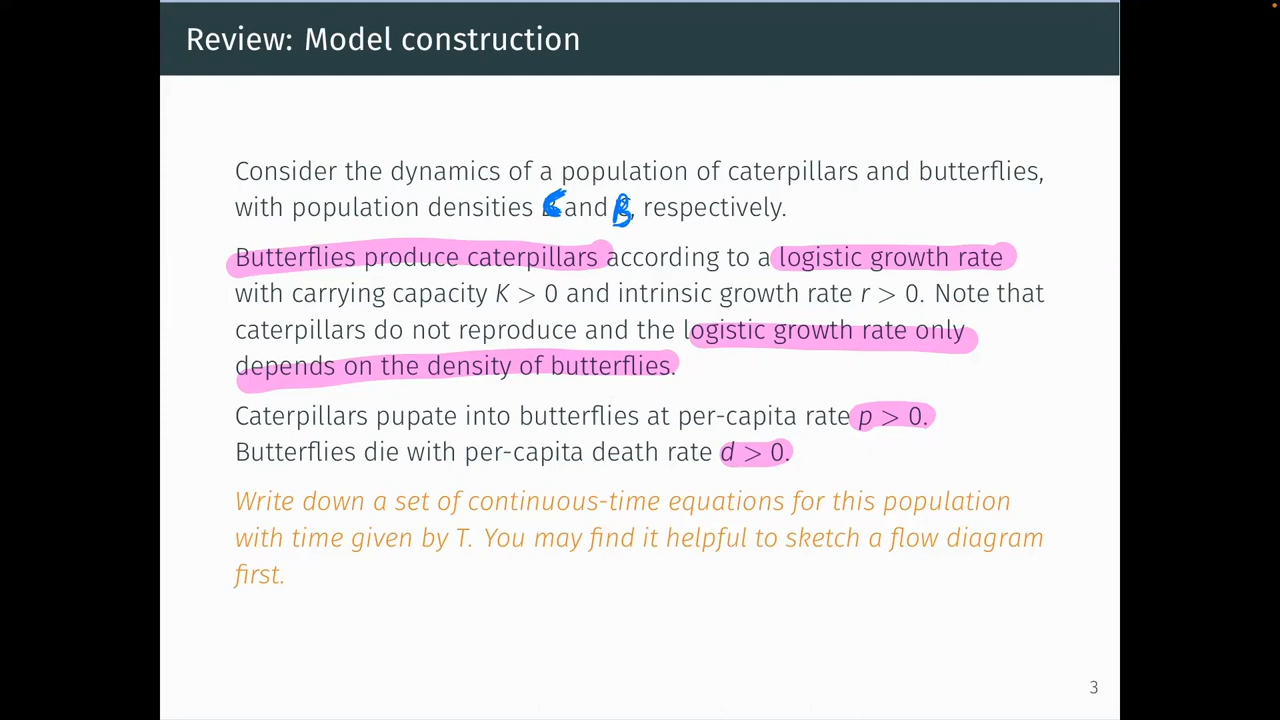 Review: Model construction
Consider the dynamics of a population of caterpillars and butterflies,
with population densities C and B, respectively.
Butterflies produce caterpillars according to a logistic growth rate
with carrying capacity K > 0 and intrinsic growth rate r > 0. Note that
caterpillars do not reproduce and the logistic growth rate only
depends on the density of butterflies.
Caterpillars pupate into butterflies at per-capita rate p > 0.
Butterflies die with per-capita death rate d > 0.
Write down a set of continuous-time equations for this population
with time given by T. You may find it helpful to sketch a flow diagram
first.
3